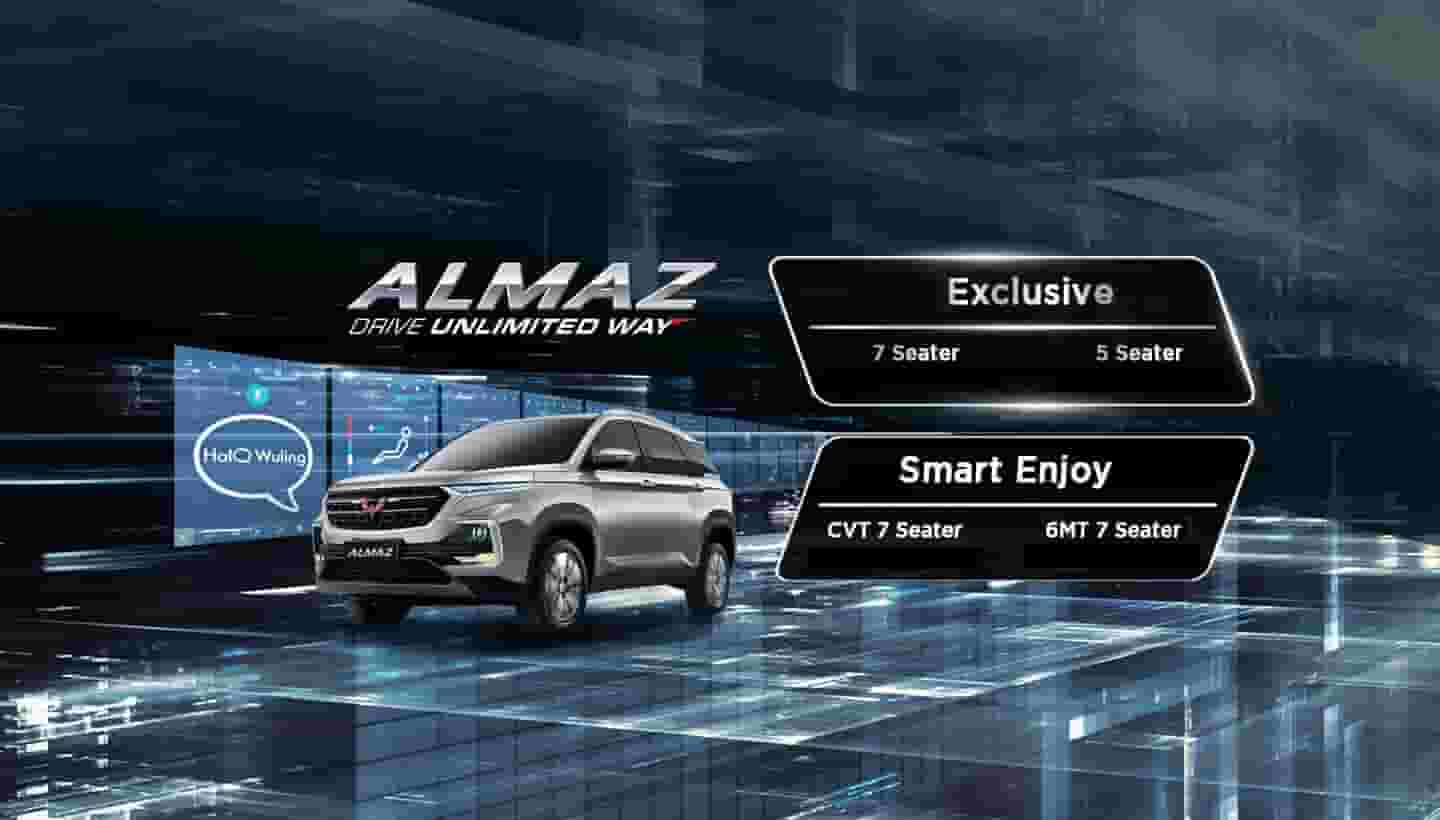 ALMAZ
DRIVE UNLIMITED WAY
Exclusive
7 Seater 5 Seater
HalO Wuling
ALMAZ
Smart Enjoy
CVT 7 Seater 6MT 7 Seater